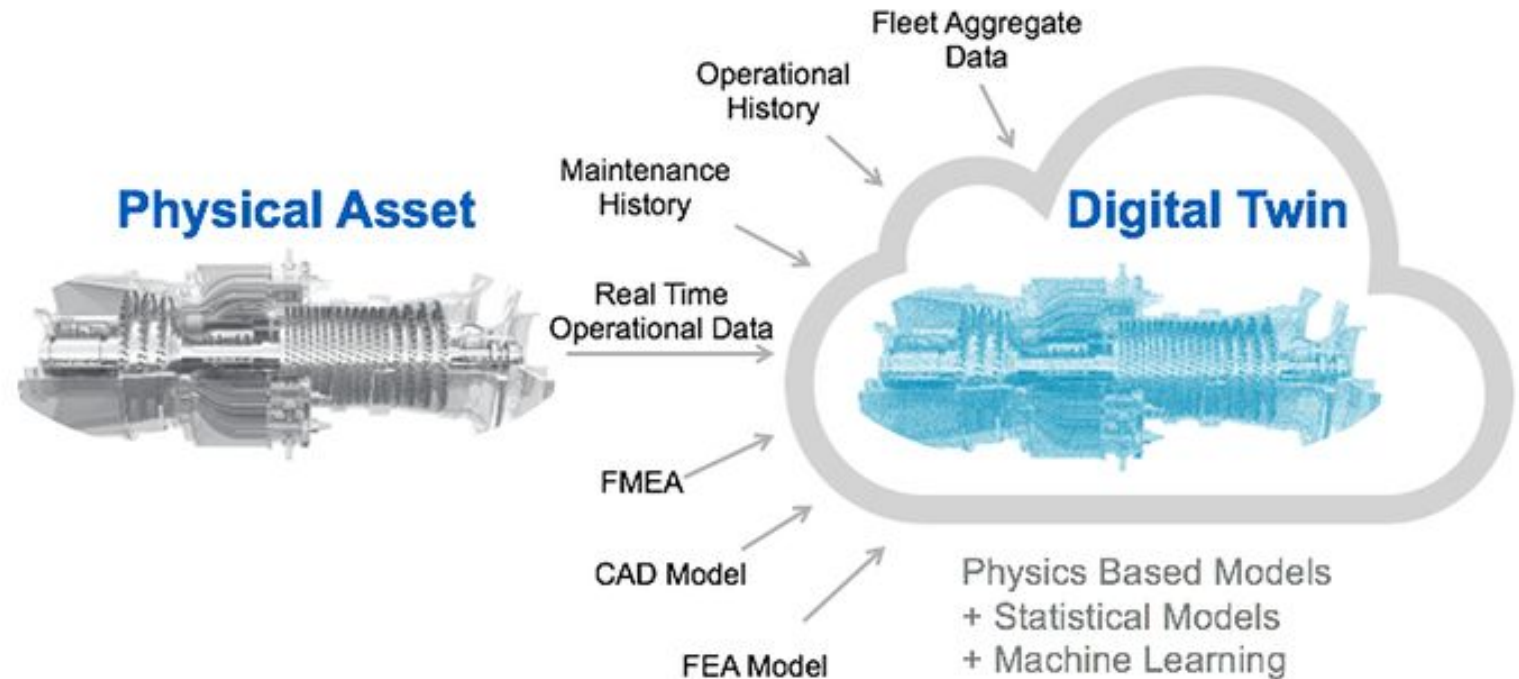 Fleet Aggregate
Data
Operational
History
Maintenance
History
Physical Asset
Digital Twin
Real Time
Operational Data
FMEA
CAD Model
FEA Model
Physics Based Models
+ Statistical Models
+ Machine Learning